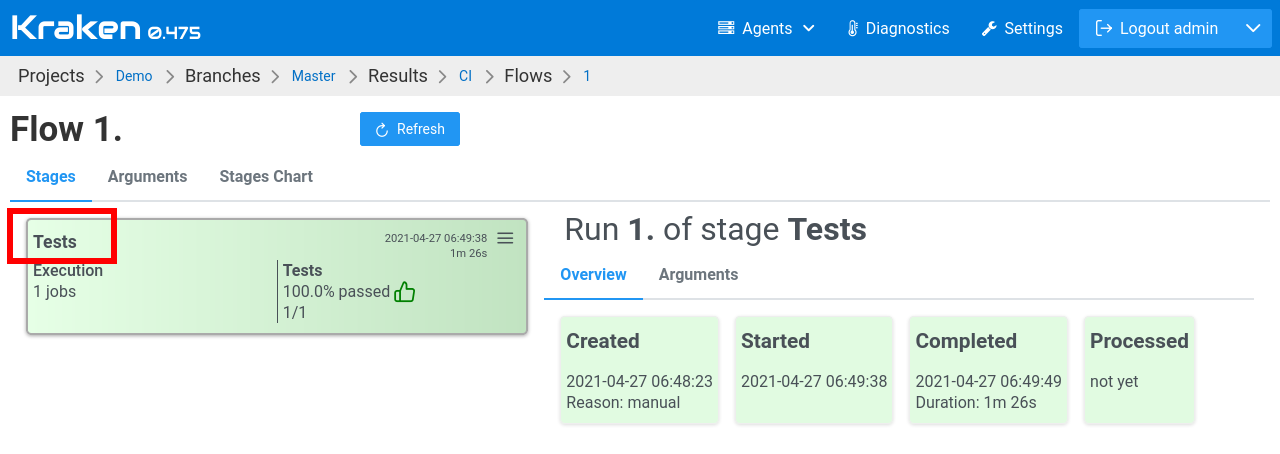 Kraken 0.475 Agents Diagnostics Settings Logout admin
Projects Demo Branches Master Results CI Flows 1
Flow 1. Refresh
Stages Arguments Stages Chart
Tests
2021-04-27 06:49:38
1m 26s
Execution
1 jobs
Tests
100.0% passed
1/1
Run 1. of stage Tests
Overview Arguments
Created
2021-04-27 06:48:23
Reason: manual
Started
2021-04-27 06:49:38
Completed
2021-04-27 06:49:49
Duration: 1m 26s
Processed
not yet